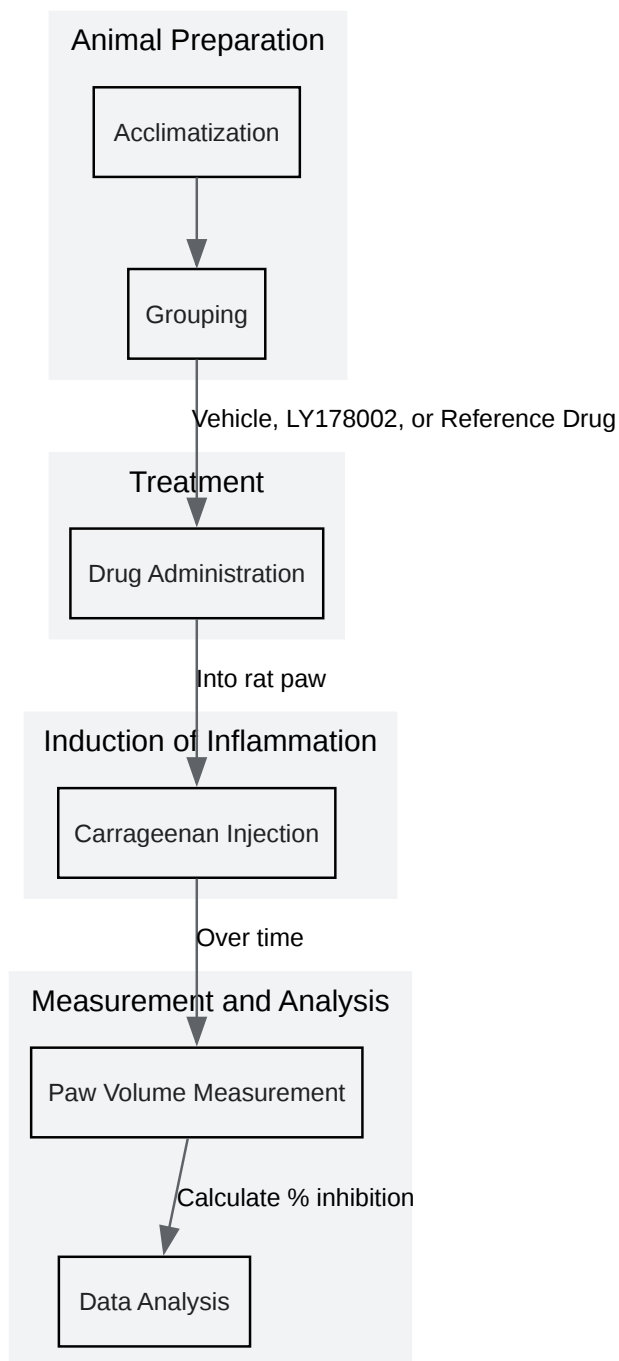 Animal Preparation
Acclimatization
Grouping
Vehicle, LY178002, or Reference Drug
Treatment
Drug Administration
Into rat paw
Induction of Inflammation
Carrageenan Injection
Over time
Measurement and Analysis
Paw Volume Measurement
Calculate % inhibition
Data Analysis